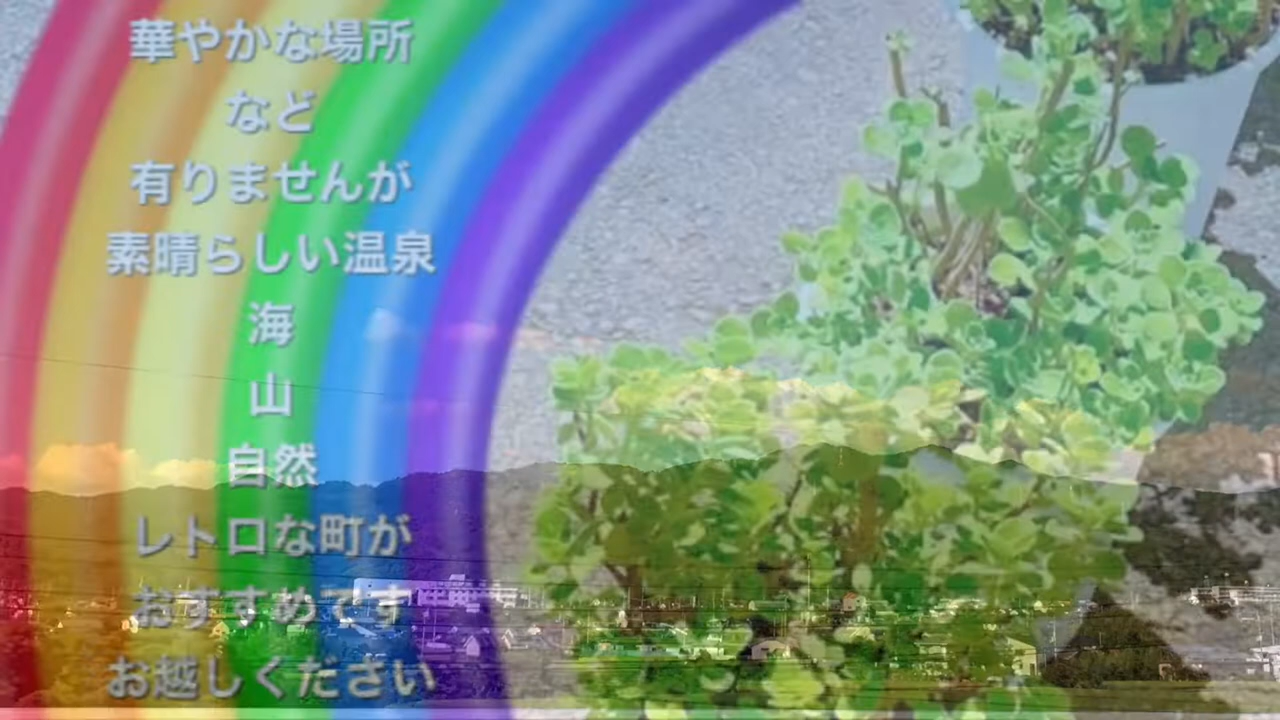 華やかな場所
など
有りませんが
素晴らしい温泉
海
山
自然
レトロな町が
おすすめです
お越しください